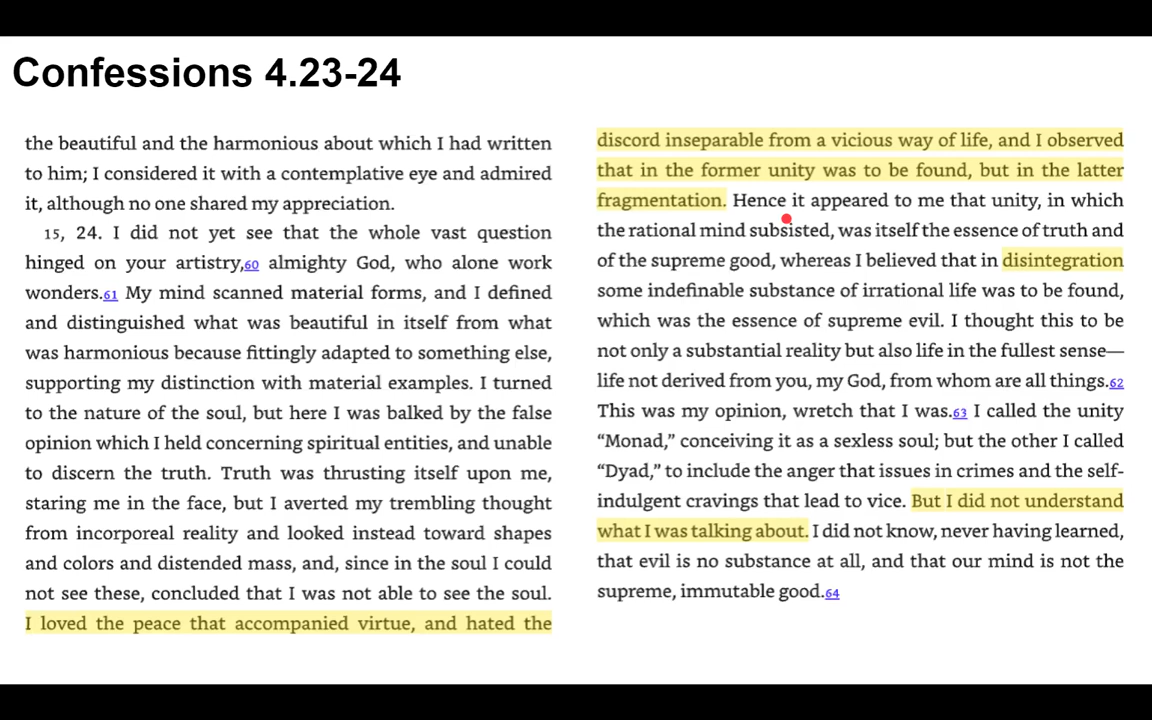 Confessions 4.23-24
the beautiful and the harmonious about which I had written
to him; I considered it with a contemplative eye and admired
it, although no one shared my appreciation.
15, 24. I did not yet see that the whole vast question
hinged on your artistry,60 almighty God, who alone work
wonders.61 My mind scanned material forms, and I defined
and distinguished what was beautiful in itself from what
was harmonious because fittingly adapted to something else,
supporting my distinction with material examples. I turned
to the nature of the soul, but here I was balked by the false
opinion which I held concerning spiritual entities, and unable
to discern the truth. Truth was thrusting itself upon me,
staring me in the face, but I averted my trembling thought
from incorporeal reality and looked instead toward shapes
and colors and distended mass, and, since in the soul I could
not see these, concluded that I was not able to see the soul.
I loved the peace that accompanied virtue, and hated the
discord inseparable from a vicious way of life, and I observed
that in the former unity was to be found, but in the latter
fragmentation. Hence it appeared to me that unity, in which
the rational mind subsisted, was itself the essence of truth and
of the supreme good, whereas I believed that in disintegration
some indefinable substance of irrational life was to be found,
which was the essence of supreme evil. I thought this to be
not only a substantial reality but also life in the fullest sense—
life not derived from you, my God, from whom are all things.62
This was my opinion, wretch that I was.63 I called the unity
“Monad,” conceiving it as a sexless soul; but the other I called
“Dyad,” to include the anger that issues in crimes and the self-
indulgent cravings that lead to vice. But I did not understand
what I was talking about. I did not know, never having learned,
that evil is no substance at all, and that our mind is not the
supreme, immutable good.64